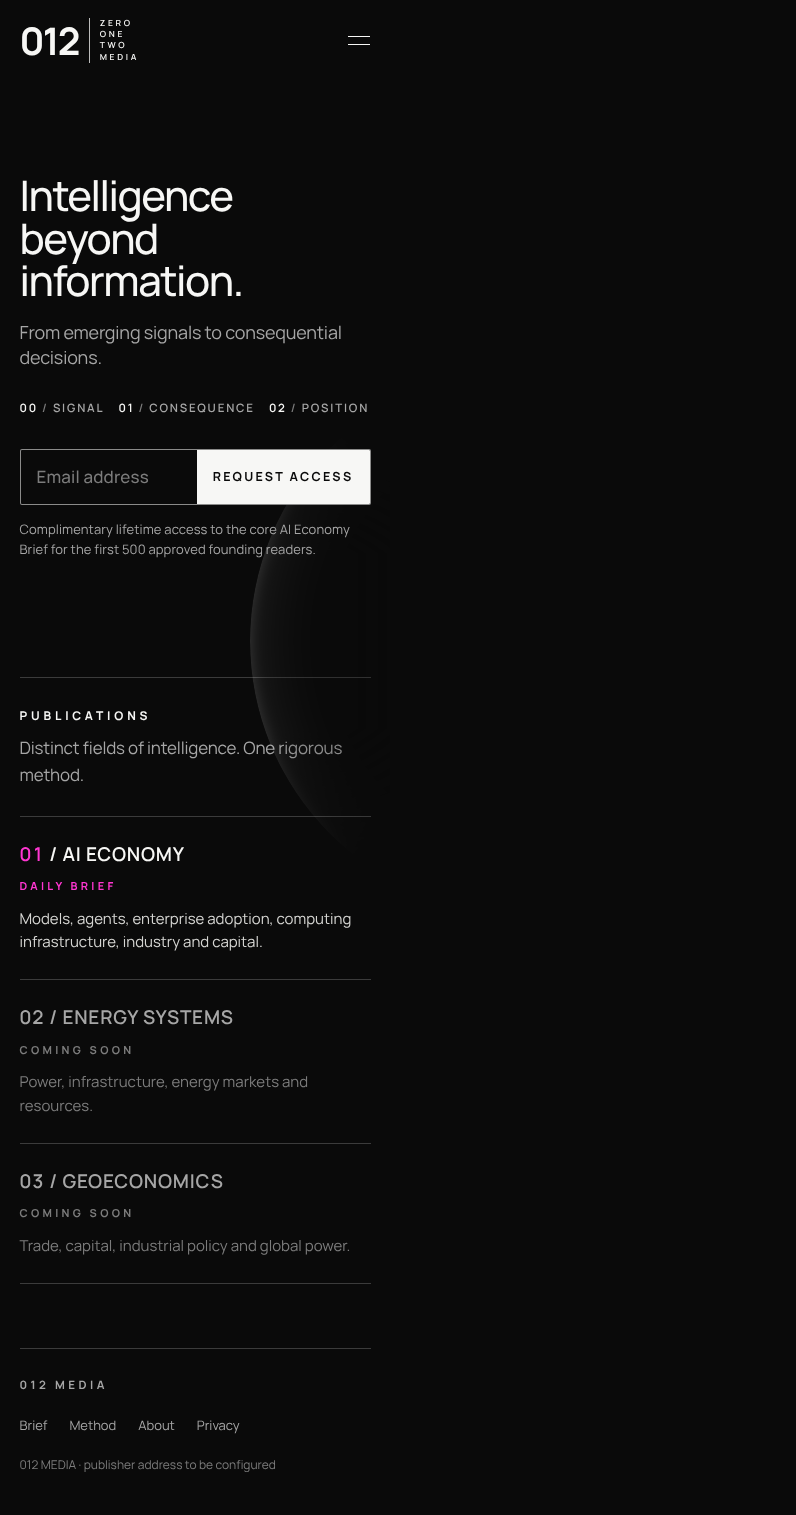 012
ZERO
ONE
TWO
MEDIA
Intelligence
beyond
information.
From emerging signals to consequential
decisions.
00 / SIGNAL 01 / CONSEQUENCE 02 / POSITION
Email address REQUEST ACCESS
Complimentary lifetime access to the core AI Economy
Brief for the first 500 approved founding readers.
PUBLICATIONS
Distinct fields of intelligence. One rigorous
method.
01 / AI ECONOMY
DAILY BRIEF
Models, agents, enterprise adoption, computing
infrastructure, industry and capital.
02 / ENERGY SYSTEMS
COMING SOON
Power, infrastructure, energy markets and
resources.
03 / GEOECONOMICS
COMING SOON
Trade, capital, industrial policy and global power.
012 MEDIA
Brief Method About Privacy
012 MEDIA · publisher address to be configured